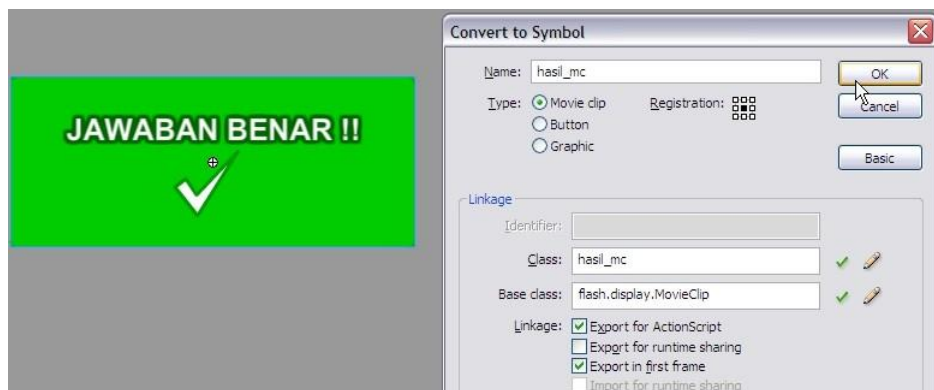 JAWABAN BENAR !!
Convert to Symbol
Name: hasil_mc
OK
Type: Movie clip
Registration:
Cancel
Button
Graphic
Basic
Linkage
Identifier:
Class: hasil_mc
Base class: flash.display.MovieClip
Linkage: Export for ActionScript
Export for runtime sharing
Export in first frame
Import for runtime sharing